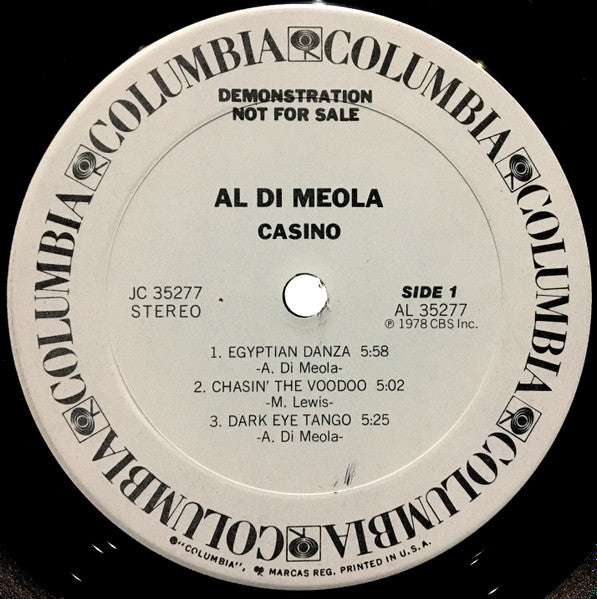 COLUMBIA COLUMBIA COLUMBIA COLUMBIA COLUMBIA COLUMBIA
DEMONSTRATION
NOT FOR SALE
AL DI MEOLA
CASINO
JC 35277
STEREO
SIDE 1
AL 35277
℗ 1978 CBS Inc.
1. EGYPTIAN DANZA 5:58
-A. Di Meola-
2. CHASIN' THE VOODOO 5:02
-M. Lewis-
3. DARK EYE TANGO 5:25
-A. Di Meola-
®"COLUMBIA", MARCAS REG. PRINTED IN U.S.A.